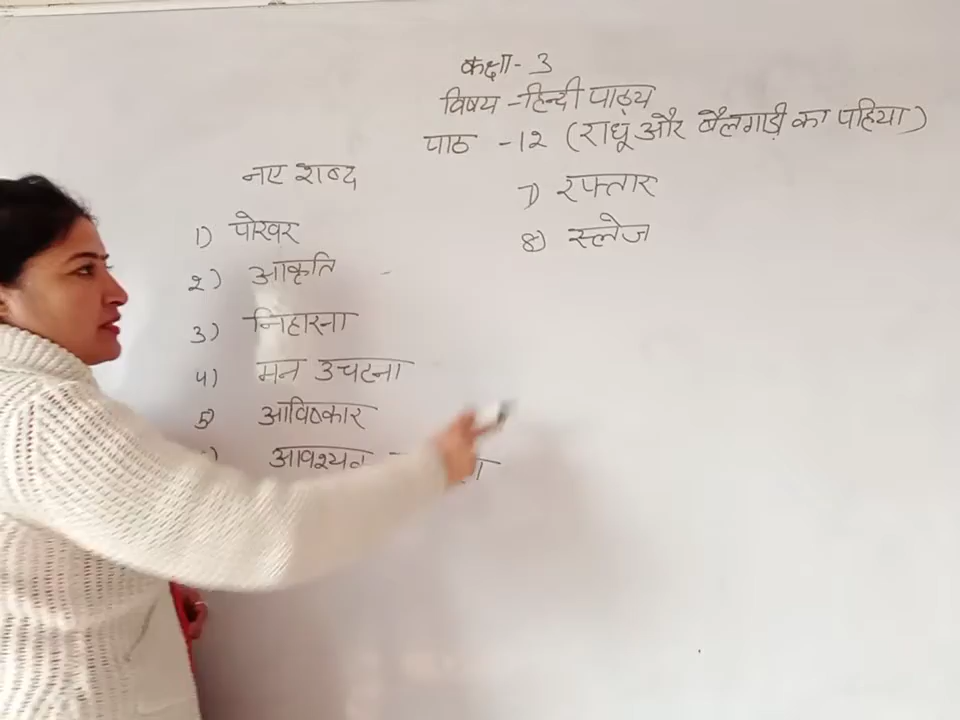 कक्षा - 3
विषय - हिन्दी पाठ्य
पाठ - 12 (राधू और बैलगाड़ी का पहिया)
नए शब्द
1) पोखर
2) आकृति
3) निहारना
4) मन उचटना
5) आविष्कार
7) रफ्तार
8) स्लेज